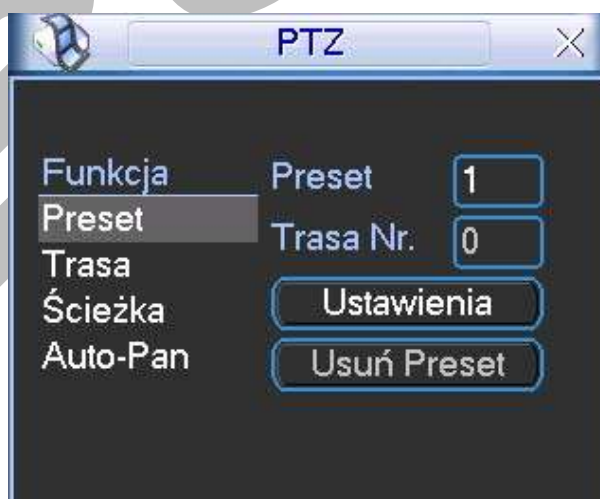 PTZ
Funkcja
Preset
Trasa
Ścieżka
Auto-Pan
Preset 1
Trasa Nr. 0
Ustawienia
Usuń Preset